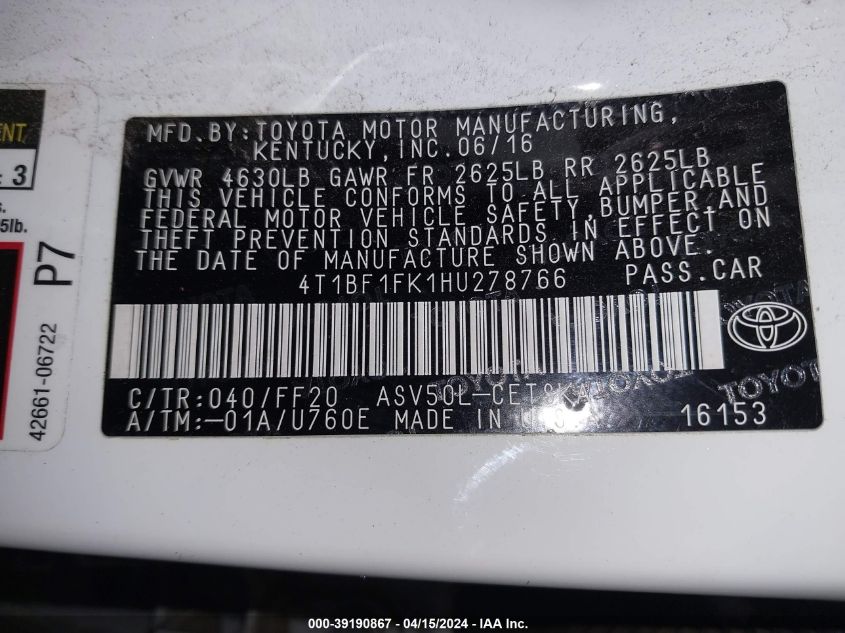 MFD. BY: TOYOTA MOTOR MANUFACTURING,
KENTUCKY, INC. 06/16
GVWR 4630LB GAWR FR 2625LB RR 2625LB
THIS VEHICLE CONFORMS TO ALL APPLICABLE
FEDERAL MOTOR VEHICLE SAFETY, BUMPER, AND
THEFT PREVENTION STANDARDS IN EFFECT ON
THE DATE OF MANUFACTURE SHOWN ABOVE.
4T1BF1FK1HU278766 PASS. CAR
C/TR: 040/FF20 ASV50L-CET
A/TM: -01A/U760E MADE IN 16153
3
5lb.
P7
42661-06722
000-39190867 - 04/15/2024 - IAA Inc.